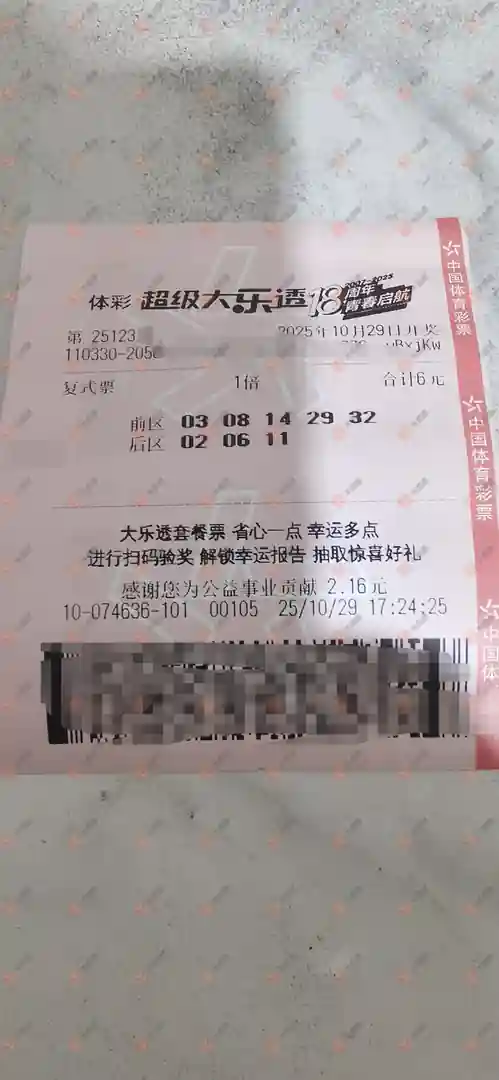 体彩 超级大乐透 18周年 2007-2025 青春启航
第 25123
2025年10月29日开奖
110330-205
uBxjKw
复式票 1倍 合计6元
前区 03 08 14 29 32
后区 02 06 11
大乐透套餐票 省心一点 幸运多点
进行扫码验奖 解锁幸运报告 抽取惊喜好礼
感谢您为公益事业贡献 2.16元
10-074636-101 00105 25/10/29 17:24:25
中国体育彩票
中国体育彩票
中国体